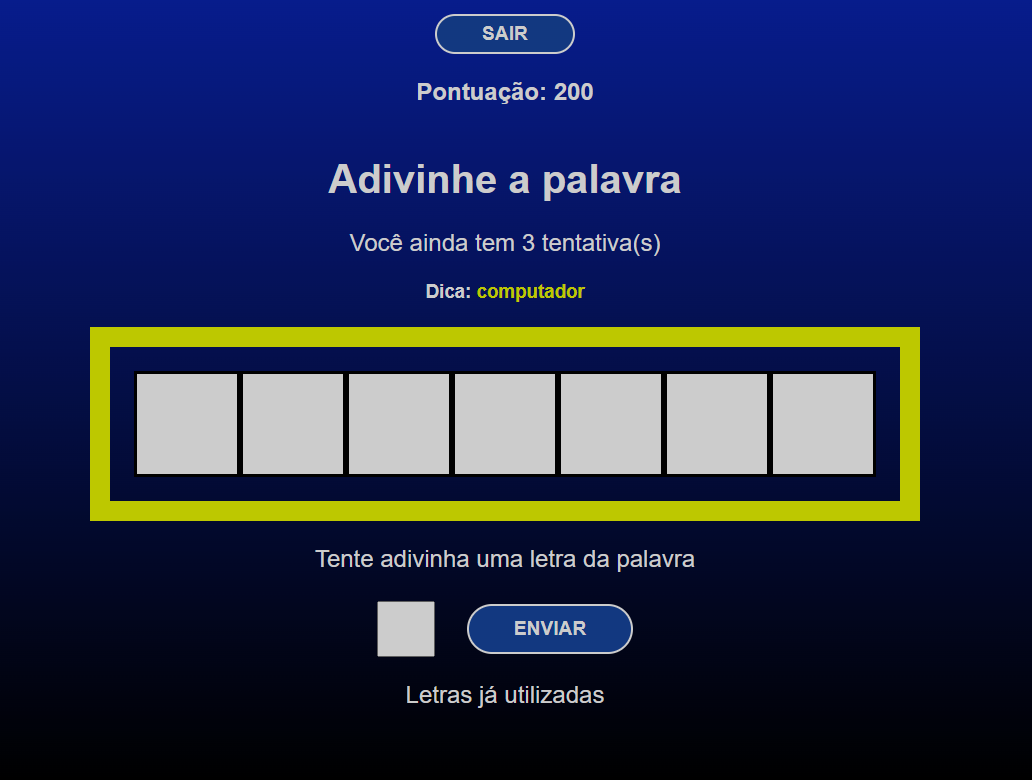 SAIR
Pontuação: 200
Adivinhe a palavra
Você ainda tem 3 tentativa(s)
Dica: computador
Tente adivinha uma letra da palavra
ENVIAR
Letras já utilizadas